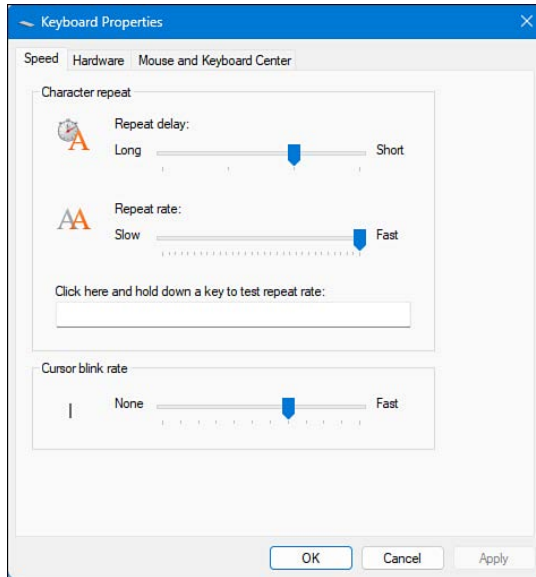 Keyboard Properties
Speed Hardware Mouse and Keyboard Center
Character repeat
Repeat delay:
Long Short
Repeat rate:
Slow Fast
Click here and hold down a key to test repeat rate:
Cursor blink rate
None Fast
OK Cancel Apply